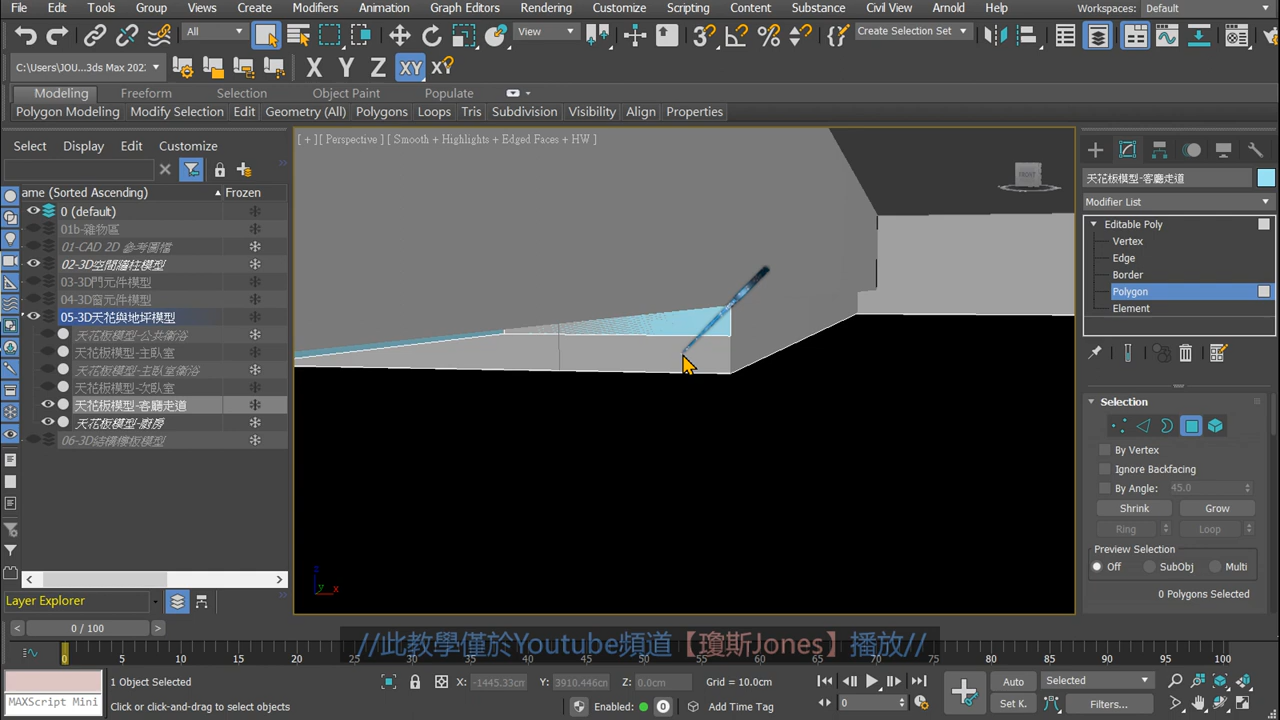 File Edit Tools Group Views Create Modifiers Animation Graph Editors Rendering Customize Scripting Content Substance Civil View Arnold Help Workspaces: Default
All View Create Selection Set
C:\Users\JOU...3ds Max 202 X Y Z XY XY
Modeling Freeform Selection Object Paint Populate
Polygon Modeling Modify Selection Edit Geometry (All) Polygons Loops Tris Subdivision Visibility Align Properties
Select Display Edit Customize
[ + ] [ Perspective ] [ Smooth + Highlights + Edged Faces + HW ]
FRONT
ame (Sorted Ascending) Frozen
0 (default)
01b-雜物區
01-CAD 2D 參考圖檔
02-3D空間牆柱模型
03-3D門元件模型
04-3D窗元件模型
05-3D天花與地坪模型
天花板模型-公共衛浴
天花板模型-主臥室
天花板模型-主臥室衛浴
天花板模型-次臥室
天花板模型-客廳走道
天花板模型-廚房
06-3D結構樓板模型
天花板模型-客廳走道
Modifier List
Editable Poly
Vertex
Edge
Border
Polygon
Element
Selection
By Vertex
Ignore Backfacing
By Angle: 45.0
Shrink Grow
Ring Loop
Preview Selection
Off SubObj Multi
0 Polygons Selected
z y x
Layer Explorer
0 / 100
//此教學僅於Youtube頻道【瓊斯Jones】播放//
0 5 10 15 20 25 30 35 40 45 50 55 60 65 70 75 80 85 90 95 100
1 Object Selected X: -1445.33cn Y: 3910.446cn Z: 0.0cm Grid = 10.0cm Auto Selected
MAXScript Mini Click or click-and-drag to select objects Enabled: Add Time Tag 0 Set K. Filters...